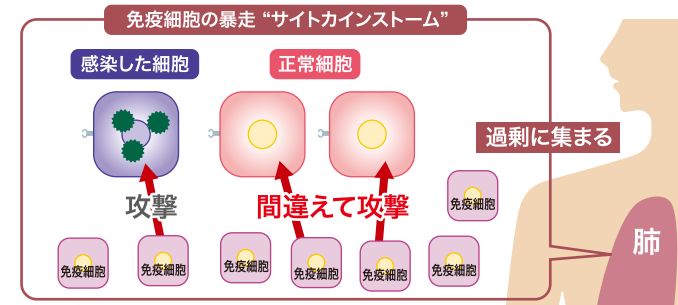 免疫細胞の暴走 “サイトカインストーム”
感染した細胞
正常細胞
過剰に集まる
攻撃
間違えて攻撃
免疫細胞
肺
免疫細胞
免疫細胞
免疫細胞
免疫細胞
免疫細胞
免疫細胞